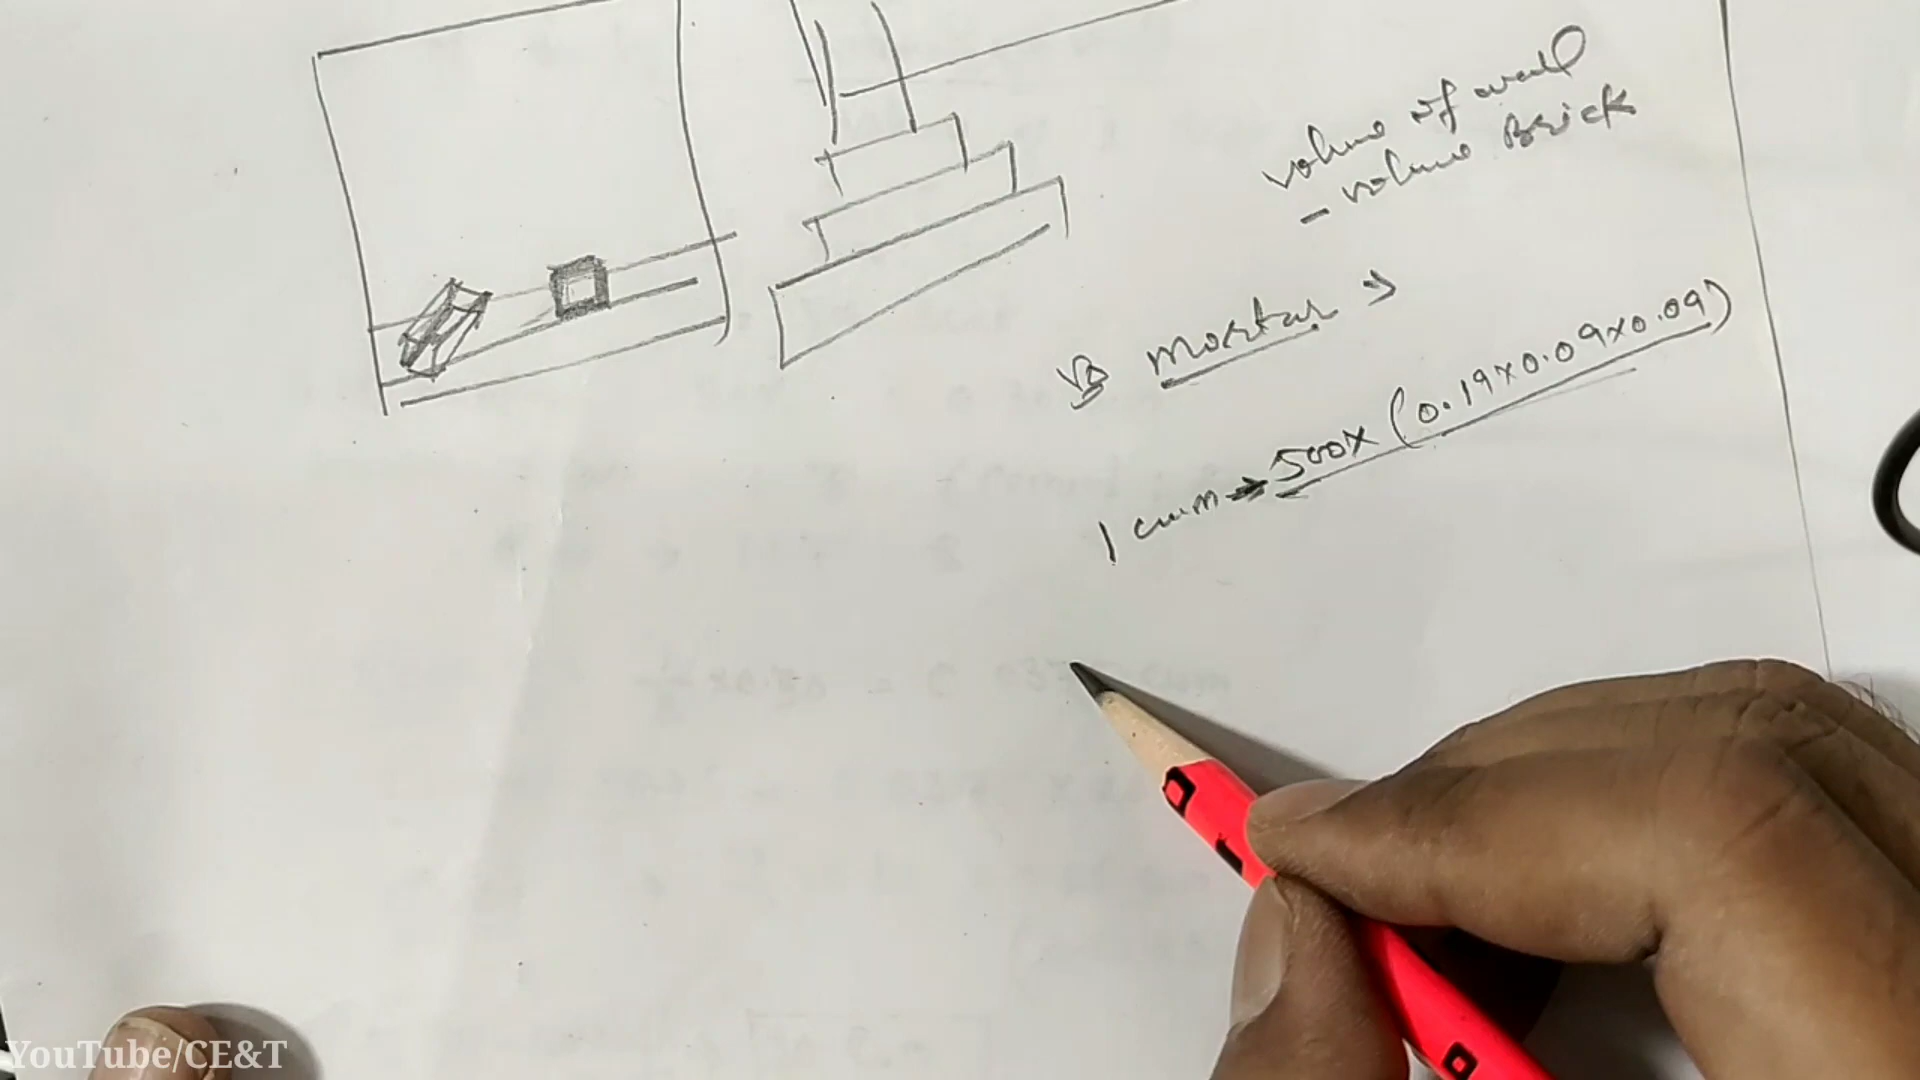 volume of wall
- volume Brick
mortar →
1 cum → 500x (0.19x0.09x0.09)
YouTube/CE&T